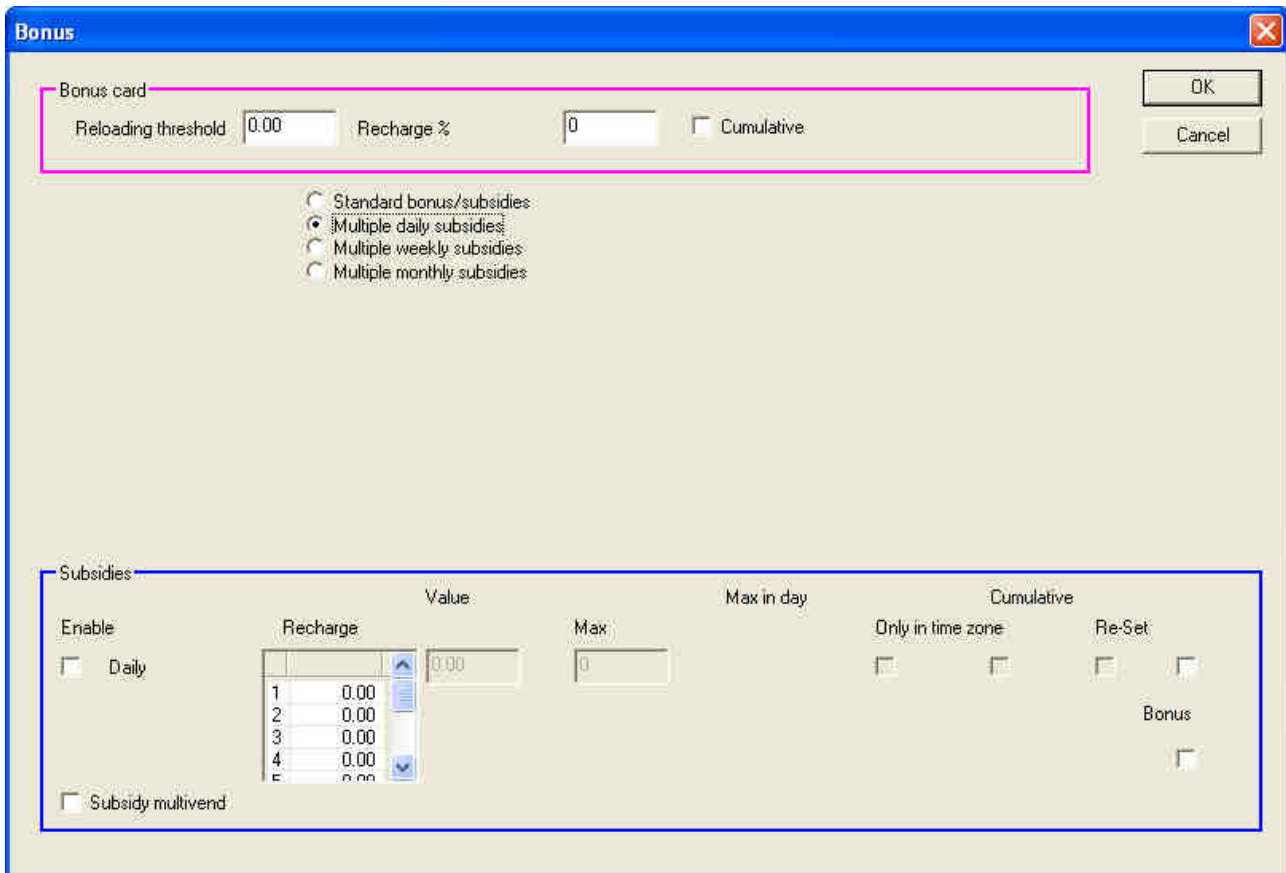 Bonus
Bonus card
OK
Reloading threshold 0.00 Recharge % 0 Cumulative
Cancel
Standard bonus/subsidies
Multiple daily subsidies
Multiple weekly subsidies
Multiple monthly subsidies
Subsidies
Value Max in day Cumulative
Enable Recharge Max Only in time zone Re-Set
Daily 0.00 0
1 0.00
2 0.00
3 0.00
Bonus
4 0.00
5 0.00
Subsidy multivend